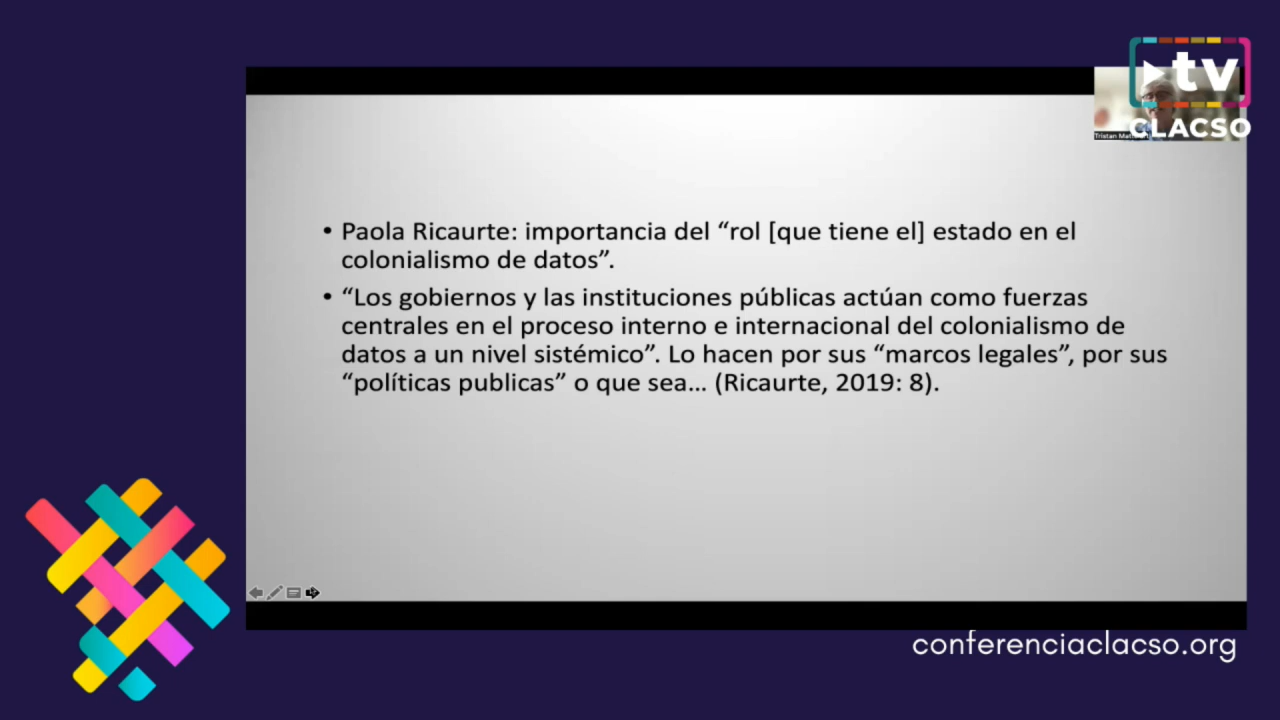 tv
CLACSO
Tristan
• Paola Ricaurte: importancia del “rol [que tiene el] estado en el
colonialismo de datos”.
• “Los gobiernos y las instituciones públicas actúan como fuerzas
centrales en el proceso interno e internacional del colonialismo de
datos a un nivel sistémico”. Lo hacen por sus “marcos legales”, por sus
“políticas publicas” o que sea... (Ricaurte, 2019: 8).
conferenciaclacso.org